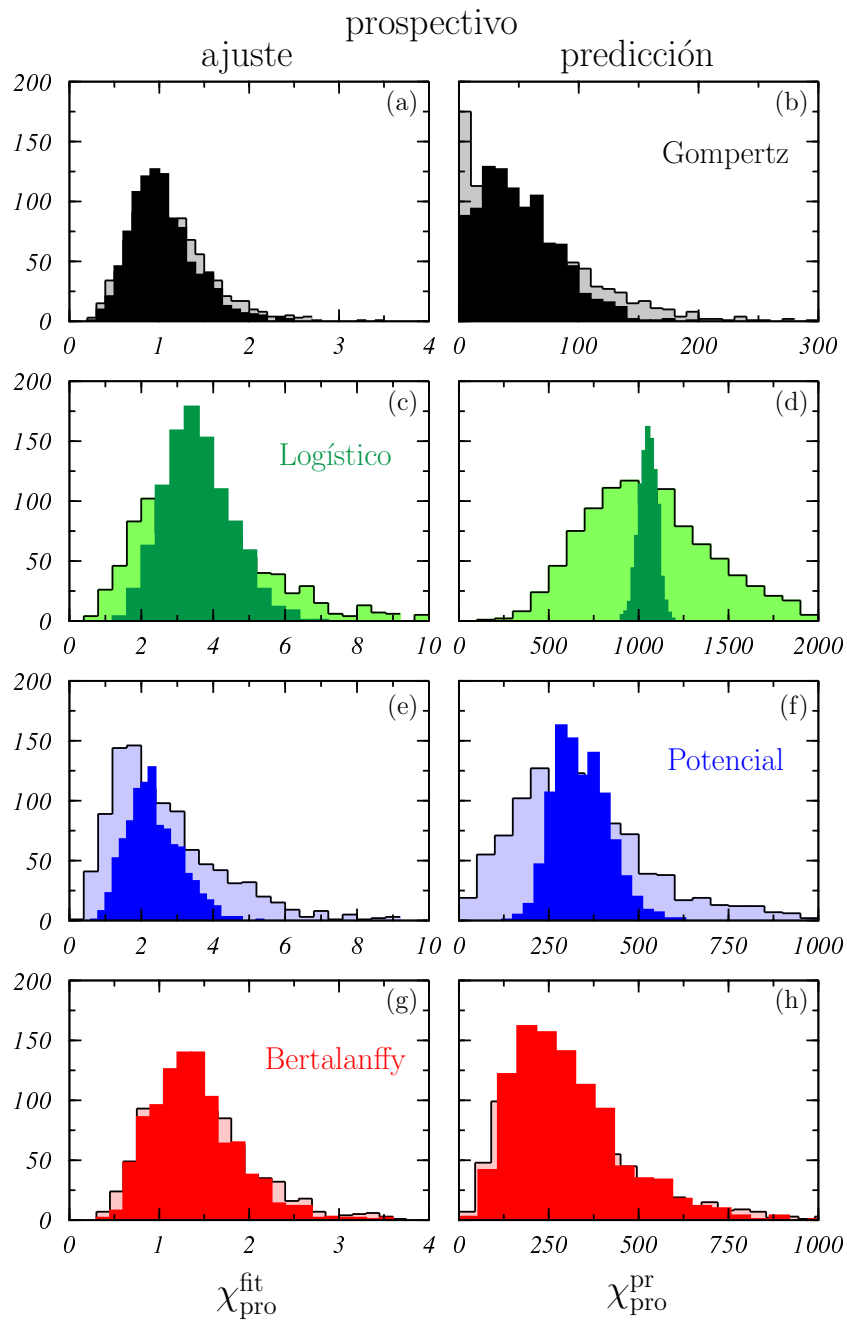 prospectivo
ajuste predicción
200 (a) (b)
150 Gompertz
100
50
0
0 1 2 3 4 0 100 200 300
200 (c) (d)
150 Logístico
100
50
0
0 2 4 6 8 10 500 1000 1500 2000
200 (e) (f)
150 Potencial
100
50
0
0 2 4 6 8 10 0 250 500 750 1000
200 (g) (h)
150 Bertalanffy
100
50
0
0 1 2 3 4 0 250 500 750 1000
χ^fit_pro χ^pr_pro